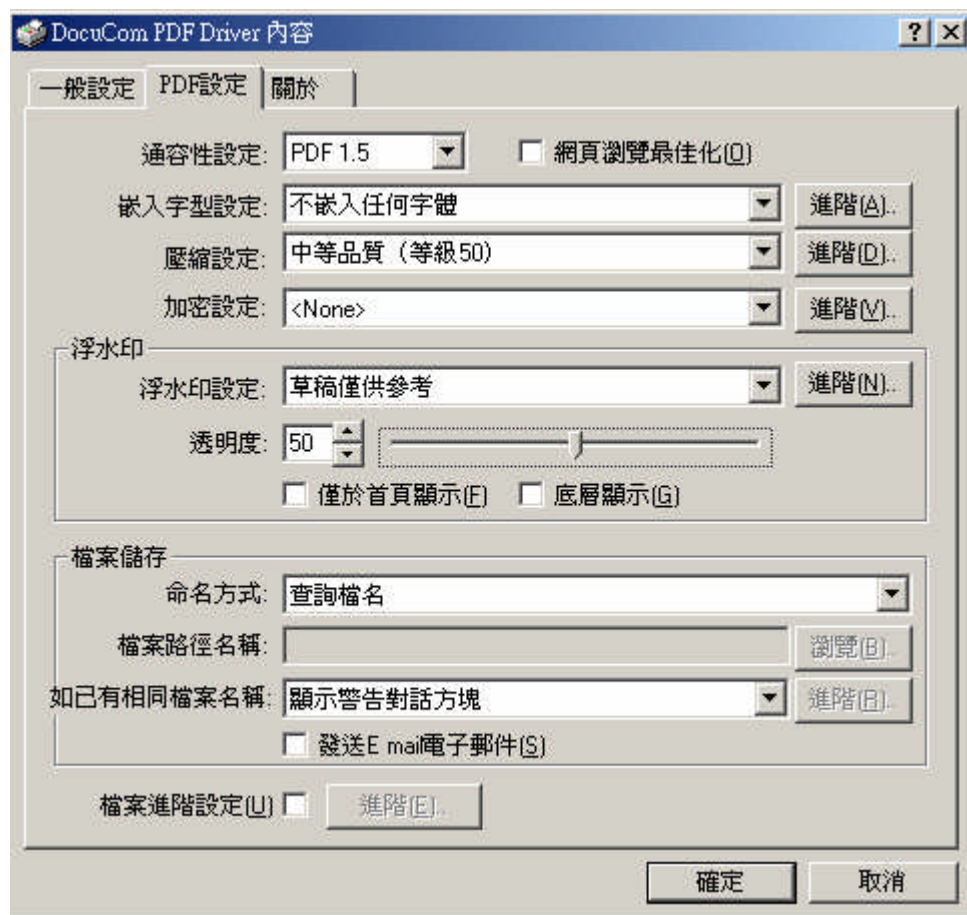 DocuCom PDF Driver 內容
一般設定 PDF設定 關於
通容性設定: PDF 1.5 網頁瀏覽最佳化(O)
嵌入字型設定: 不嵌入任何字體 進階(A)..
壓縮設定: 中等品質（等級50） 進階(D)..
加密設定: <None> 進階(V)..
浮水印
浮水印設定: 草稿僅供參考 進階(N)..
透明度: 50
僅於首頁顯示(F) 底層顯示(G)
檔案儲存
命名方式: 查詢檔名
檔案路徑名稱: 瀏覽(B)..
如已有相同檔案名稱: 顯示警告對話方塊 進階(R)..
發送E mail電子郵件(S)
檔案進階設定(U) 進階(E)..
確定 取消